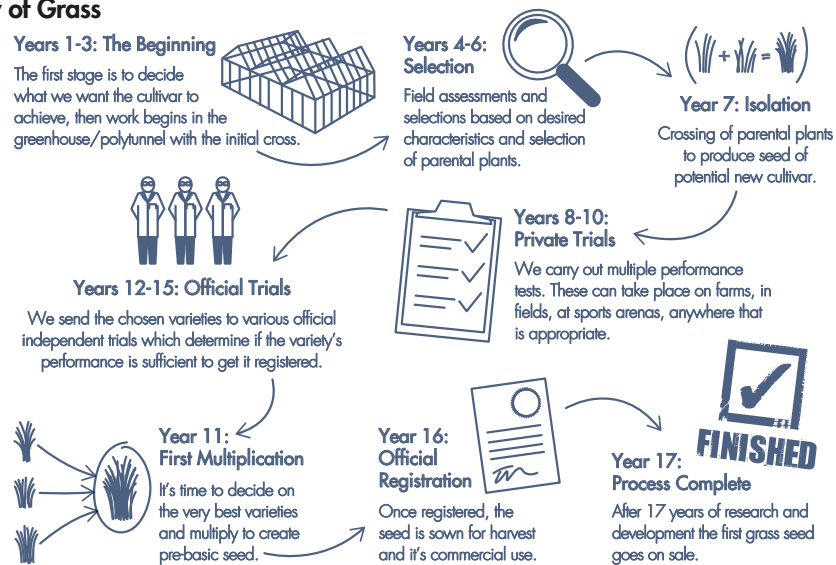 of Grass
Years 1-3: The Beginning
The first stage is to decide
what we want the cultivar to
achieve, then work begins in the
greenhouse/polytunnel with the initial cross.
Years 4-6:
Selection
Field assessments and
selections based on desired
characteristics and selection
of parental plants.
Year 7: Isolation
Crossing of parental plants
to produce seed of
potential new cultivar.
Years 8-10:
Private Trials
We carry out multiple performance
tests. These can take place on farms, in
fields, at sports arenas, anywhere that
is appropriate.
Years 12-15: Official Trials
We send the chosen varieties to various official
independent trials which determine if the variety's
performance is sufficient to get it registered.
Year 11:
First Multiplication
It's time to decide on
the very best varieties
and multiply to create
pre-basic seed.
Year 16:
Official
Registration
Once registered, the
seed is sown for harvest
and it's commercial use.
FINISHED
Year 17:
Process Complete
After 17 years of research and
development the first grass seed
goes on sale.